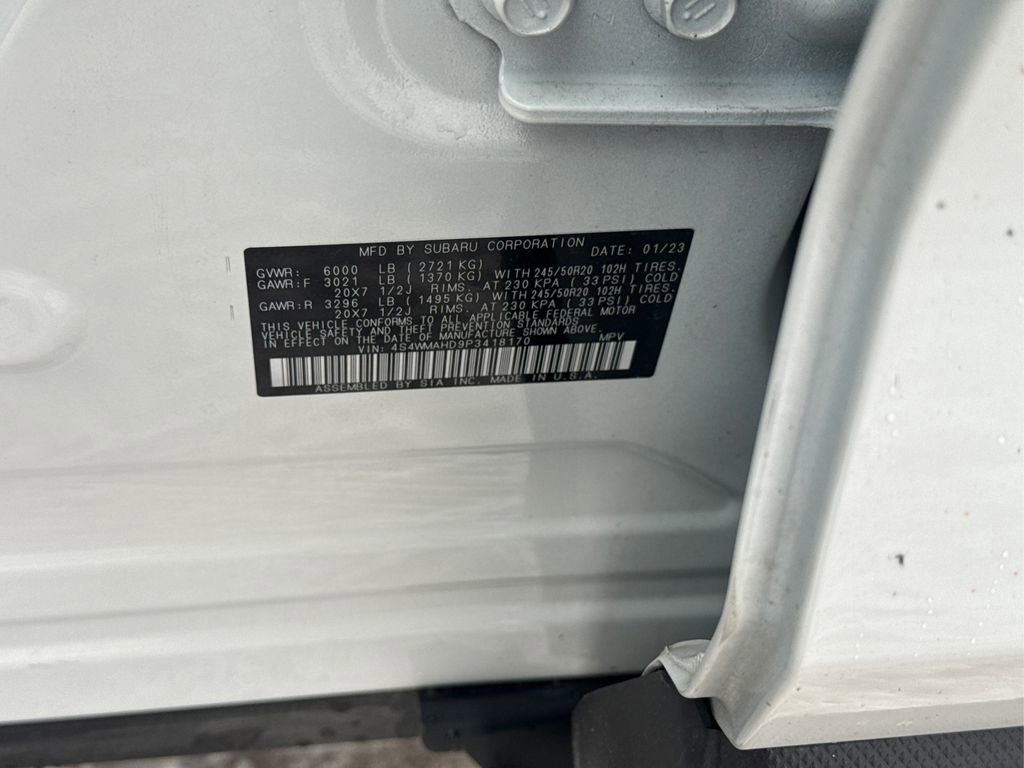 MFD BY SUBARU CORPORATION DATE: 01/23
GVWR: 6000 LB ( 2721 KG)
GAWR: F 3021 LB ( 1370 KG) WITH 245/50R20 102H TIRES.
20X7 1/2J RIMS. AT 230 KPA ( 33 PSI) COLD
GAWR: R 3296 LB ( 1495 KG) WITH 245/50R20 102H TIRES.
20X7 1/2J RIMS. AT 230 KPA ( 33 PSI) COLD
THIS VEHICLE CONFORMS TO ALL APPLICABLE FEDERAL MOTOR
VEHICLE SAFETY AND THEFT PREVENTION STANDARDS
IN EFFECT ON THE DATE OF MANUFACTURE SHOWN ABOVE.
VIN: 4S4WMAHD9P3418170 MPV
ASSEMBLED BY SIA INC. MADE IN U.S.A.